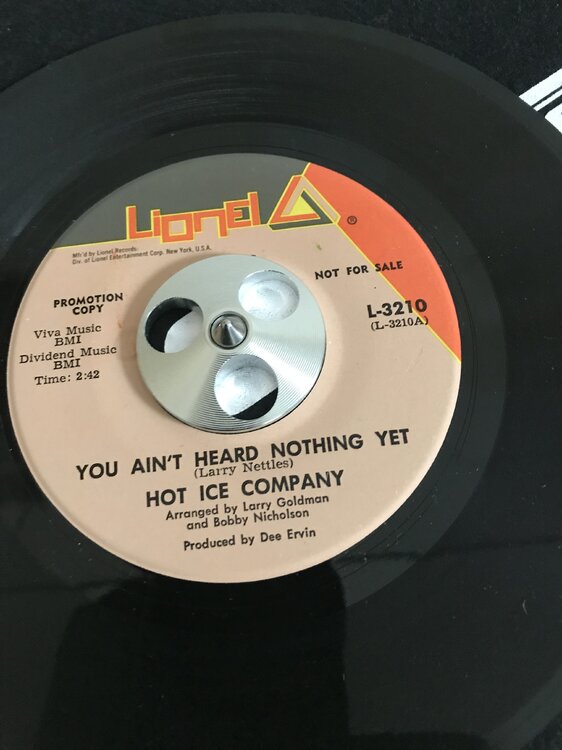 Lionel ®
Mfr'd by Lionel Records
Div. of Lionel Entertainment Corp. New York, U.S.A.
NOT FOR SALE
PROMOTION
COPY
L-3210
(L-3210A)
Viva Music
BMI
Dividend Music
BMI
Time: 2:42
YOU AIN'T HEARD NOTHING YET
(Larry Nettles)
HOT ICE COMPANY
Arranged by Larry Goldman
and Bobby Nicholson
Produced by Dee Ervin